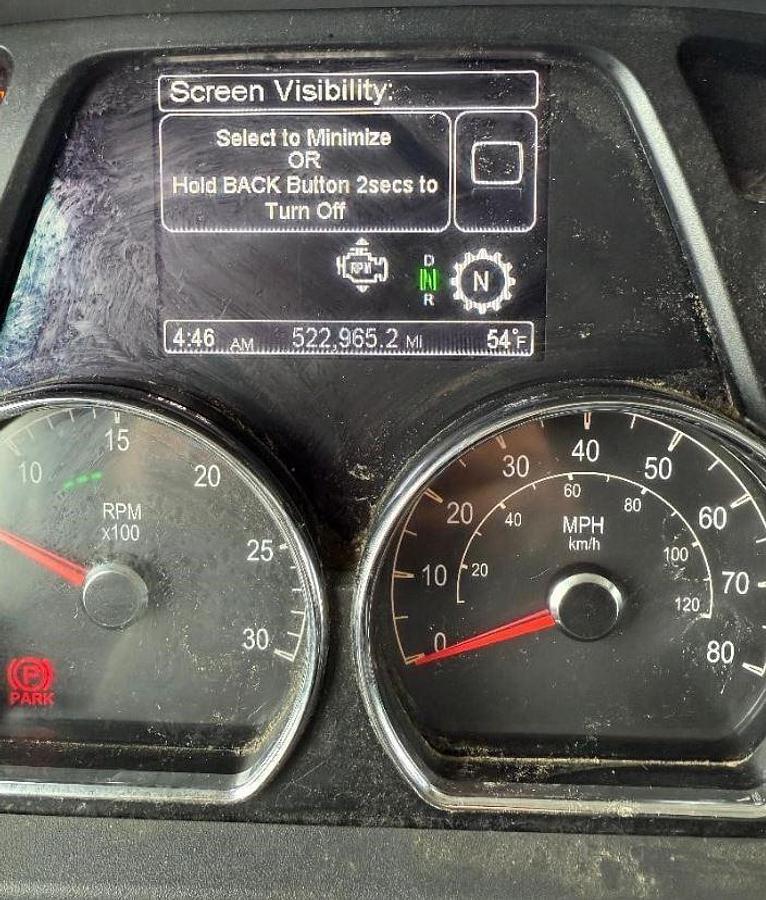 Screen Visibility:
Select to Minimize
OR
Hold BACK Button 2secs to
Turn Off
RPM
D
N
R
N
4:46 AM 522,965.2 MI 54°F
10 15 20 25 30
RPM
x100
P
PARK
0 10 20 30 40 50 60 70 80
20 40 60 80 100 120
MPH
km/h